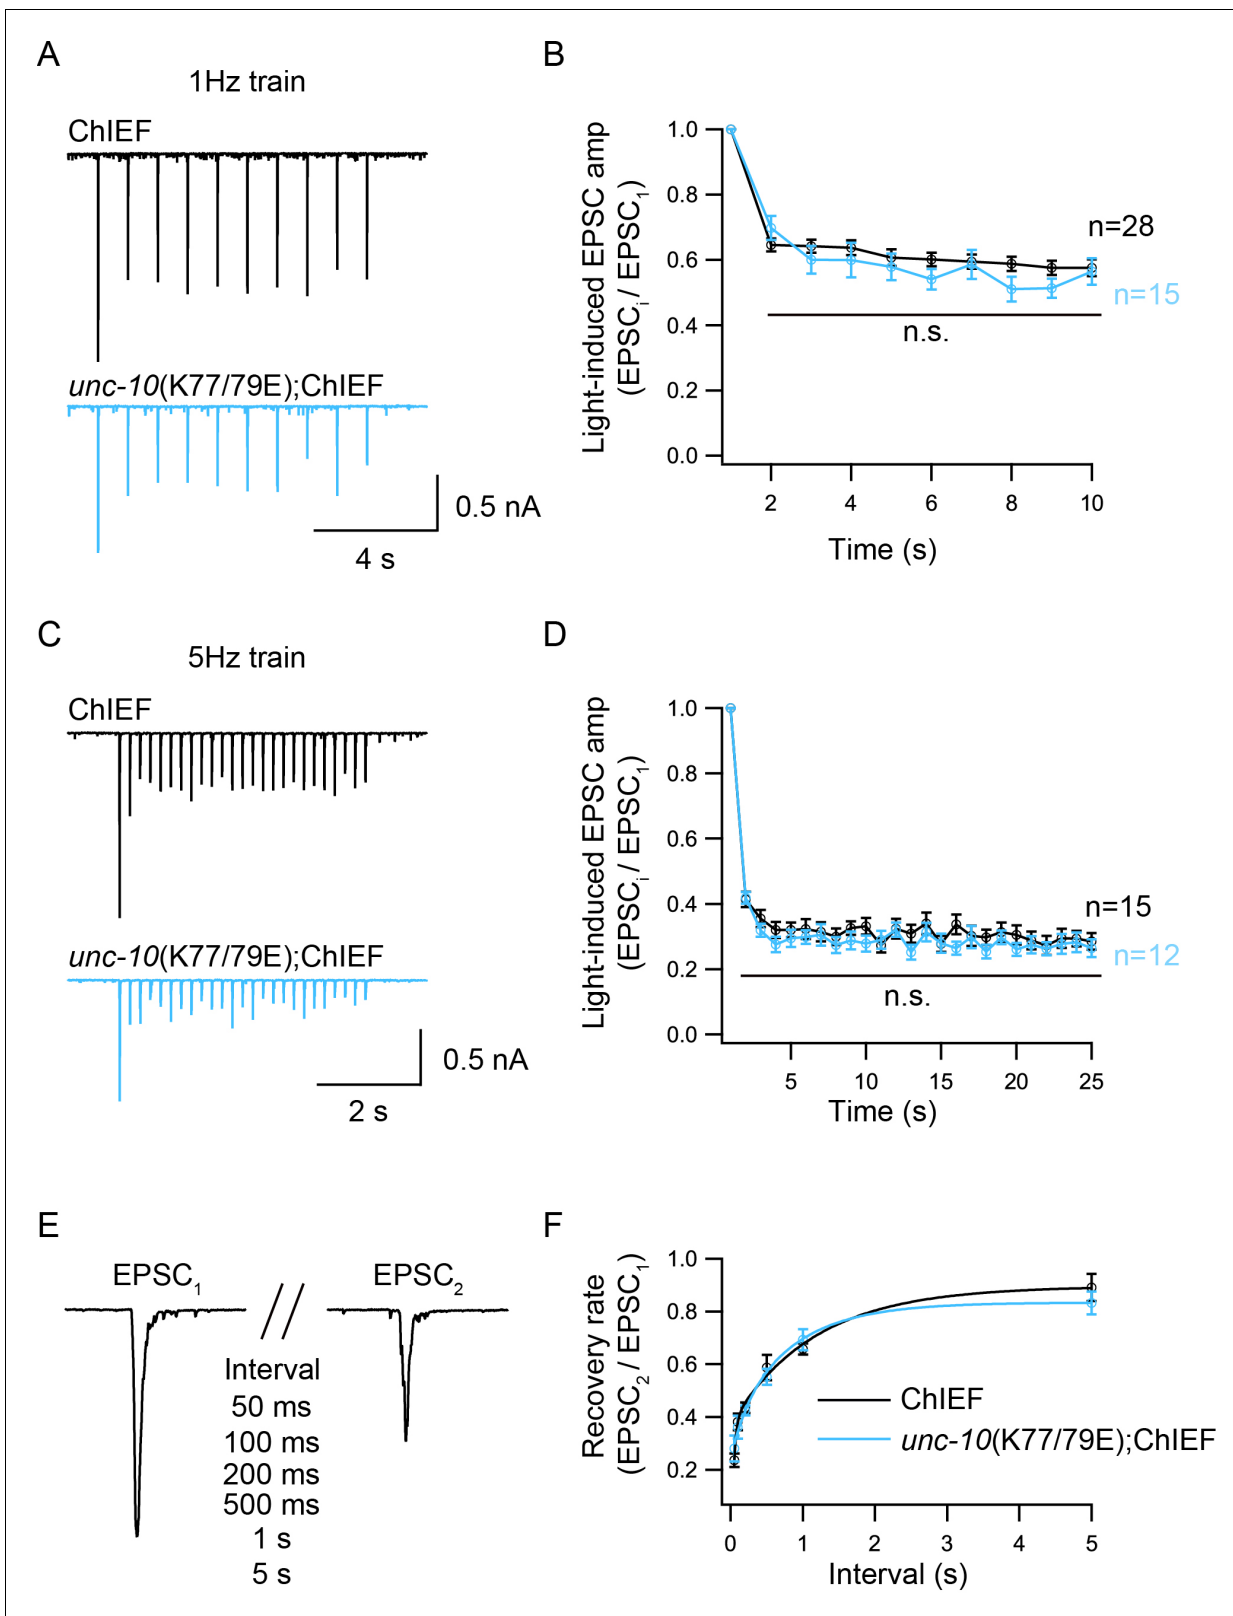 A
1Hz train
ChIEF
unc-10(K77/79E);ChIEF
0.5 nA
4 s
B
Light-induced EPSC amp
(EPSCi / EPSC1)
1.0
0.8
0.6
0.4
0.2
0.0
n=28
n=15
n.s.
2 4 6 8 10
Time (s)
C
5Hz train
ChIEF
unc-10(K77/79E);ChIEF
0.5 nA
2 s
D
Light-induced EPSC amp
(EPSCi / EPSC1)
1.0
0.8
0.6
0.4
0.2
0.0
n=15
n=12
n.s.
5 10 15 20 25
Time (s)
E
EPSC1 EPSC2
Interval
50 ms
100 ms
200 ms
500 ms
1 s
5 s
F
Recovery rate
(EPSC2 / EPSC1)
1.0
0.8
0.6
0.4
0.2
ChIEF
unc-10(K77/79E);ChIEF
0 1 2 3 4 5
Interval (s)